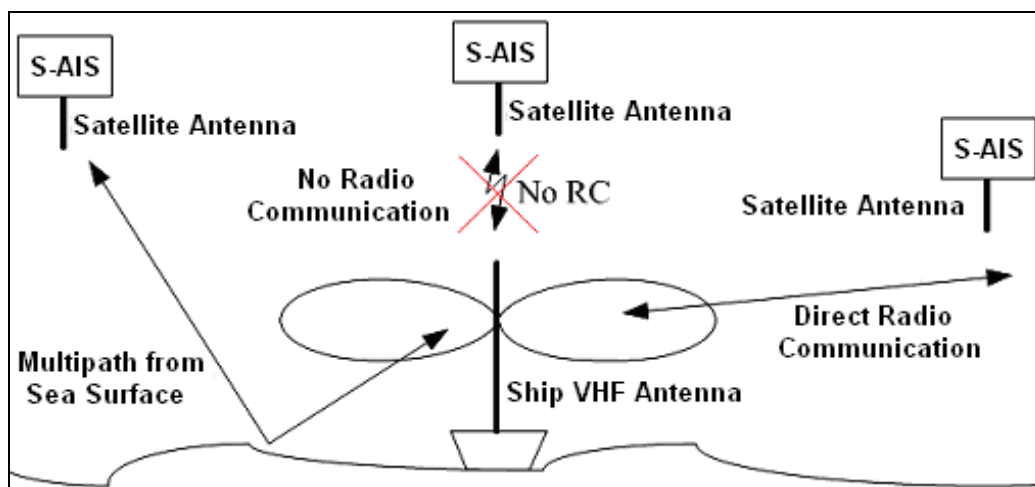 S-AIS
Satellite Antenna
S-AIS
Satellite Antenna
S-AIS
Satellite Antenna
No Radio
Communication
No RC
Direct Radio
Communication
Multipath from
Sea Surface
Ship VHF Antenna